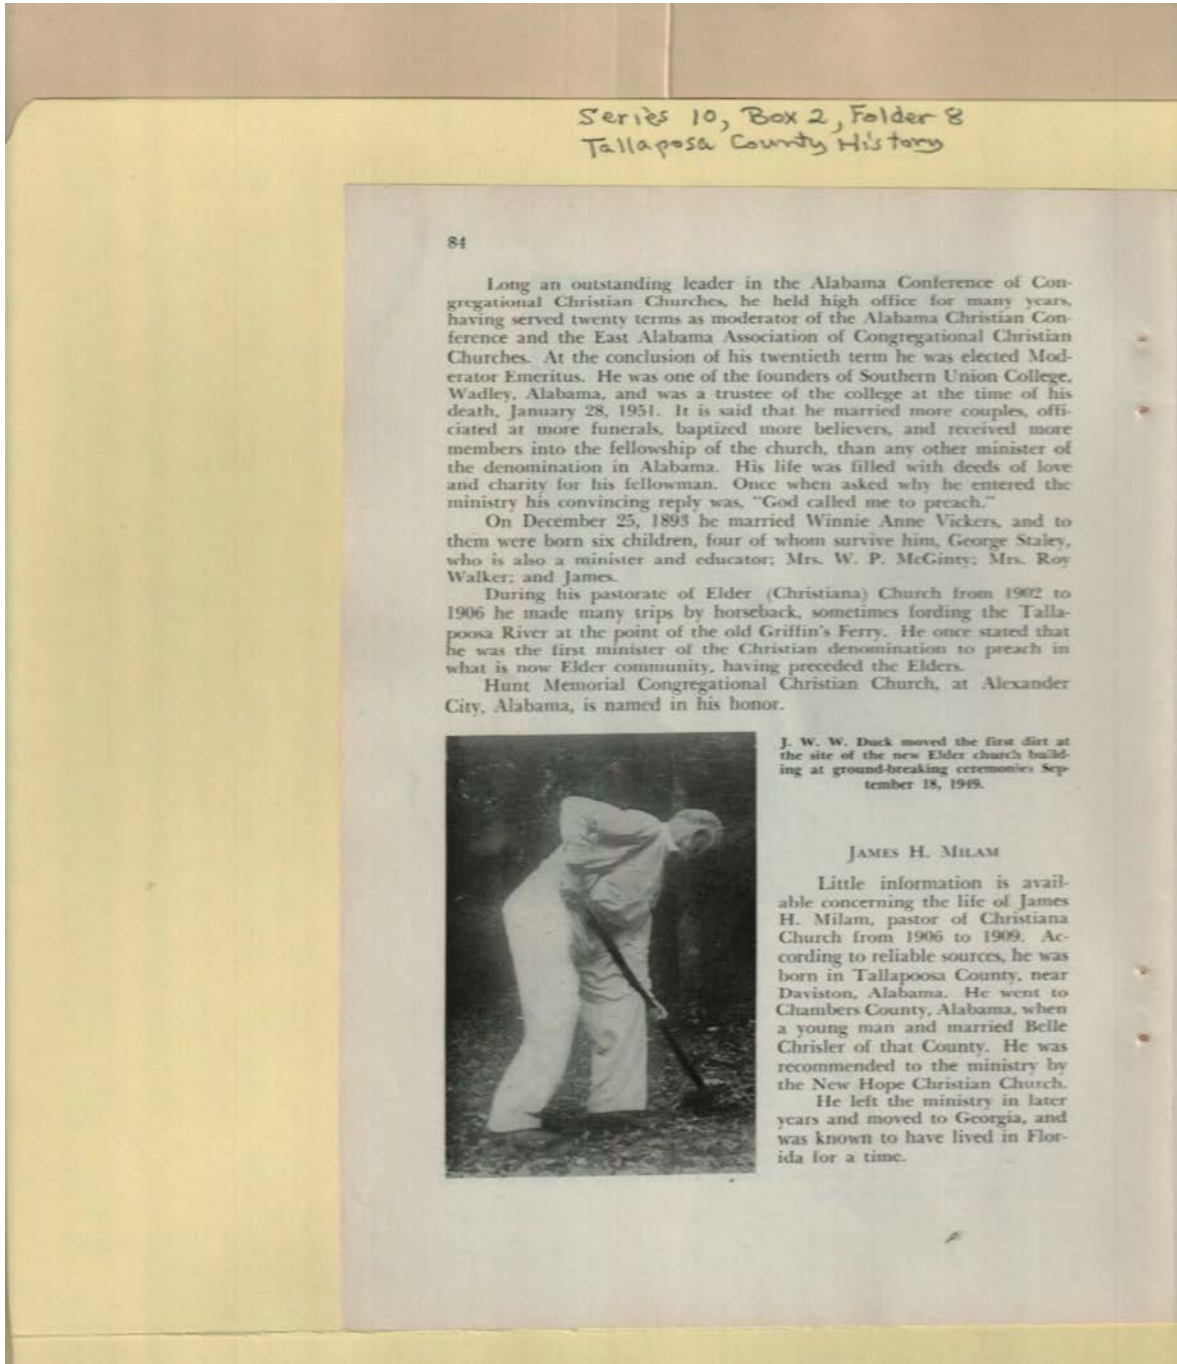 Series 10, Box 2, Folder 8
Tallaposa County History
84
Long an outstanding leader in the Alabama Conference of Con-
gregational Christian Churches, he held high office for many years,
having served twenty terms as moderator of the Alabama Christian Con-
ference and the East Alabama Association of Congregational Christian
Churches. At the conclusion of his twentieth term he was elected Mod-
erator Emeritus. He was one of the founders of Southern Union College,
Wadley, Alabama, and was a trustee of the college at the time of his
death, January 28, 1951. It is said that he married more couples, offi-
ciated at more funerals, baptized more believers, and received more
members into the fellowship of the church, than any other minister of
the denomination in Alabama. His life was filled with deeds of love
and charity for his fellowman. Once when asked why he entered the
ministry his convincing reply was, "God called me to preach."
On December 25, 1893 he married Winnie Anne Vickers, and to
them were born six children, four of whom survive him, George Staley,
who is also a minister and educator; Mrs. W. P. McGinty; Mrs. Roy
Walker; and James.
During his pastorate of Elder (Christiana) Church from 1902 to
1906 he made many trips by horseback, sometimes fording the Talla-
poosa River at the point of the old Griffin's Ferry. He once stated that
he was the first minister of the Christian denomination to preach in
what is now Elder community, having preceded the Elders.
Hunt Memorial Congregational Christian Church, at Alexander
City, Alabama, is named in his honor.
J. W. W. Duck moved the first dirt at
the site of the new Elder church build-
ing at ground-breaking ceremonies Sep-
tember 18, 1949.
JAMES H. MILAM
Little information is avail-
able concerning the life of James
H. Milam, pastor of Christiana
Church from 1906 to 1909. Ac-
cording to reliable sources, he was
born in Tallapoosa County, near
Daviston, Alabama. He went to
Chambers County, Alabama, when
a young man and married Belle
Chrisler of that County. He was
recommended to the ministry by
the New Hope Christian Church.
He left the ministry in later
years and moved to Georgia, and
was known to have lived in Flor-
ida for a time.